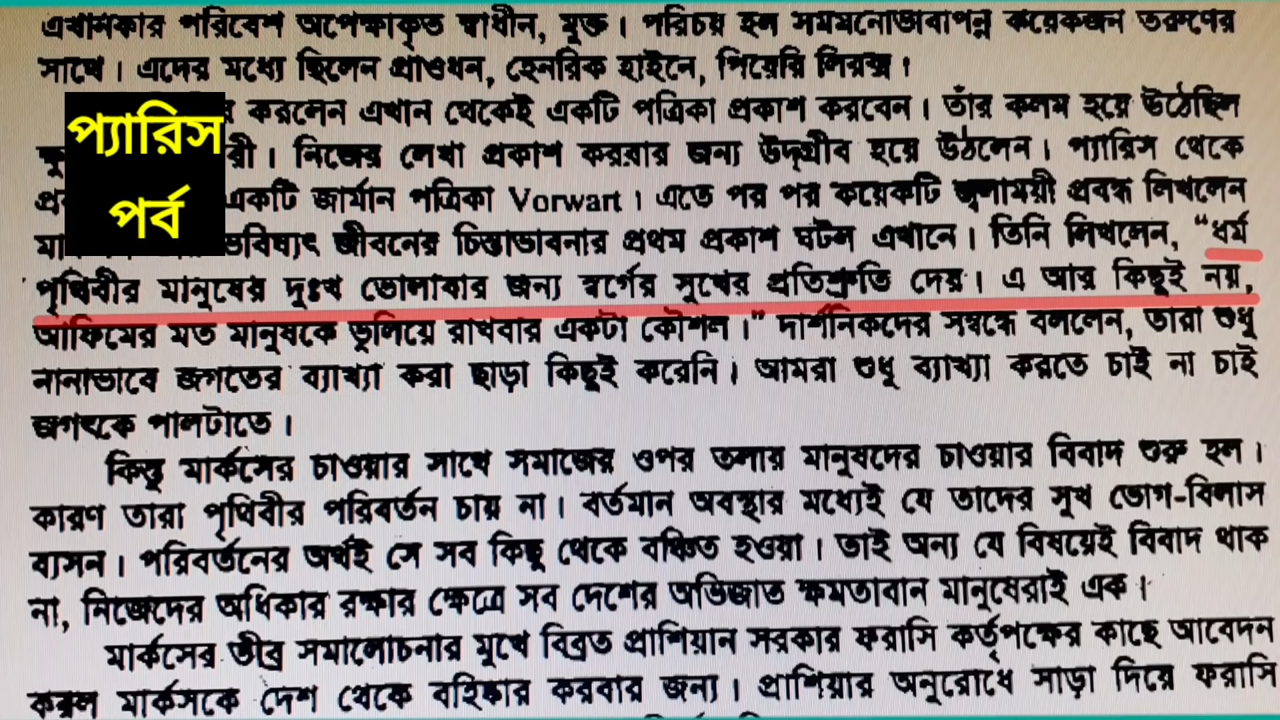 এখানকার পরিবেশ অপেক্ষাকৃত স্বাধীন, মুক্ত। পরিচয় হল সমমনোভাবাপন্ন কয়েকজন তরুণের
সাথে। এদের মধ্যে ছিলেন প্রাওধন, হেনরিক হাইনে, পিয়েরি লিরক্স।
করলেন এখান থেকেই একটি পত্রিকা প্রকাশ করবেন। তাঁর কলম হয়ে উঠেছিল
প্যারিস
রী। নিজের লেখা প্রকাশ করবার জন্য উদ্‌গ্রীব হয়ে উঠলেন। প্যারিস থেকে
একটি জার্মান পত্রিকা Vorwart। এতে পর পর কয়েকটি জ্বলাময়ী প্রবন্ধ লিখলেন
পর্ব
ভবিষ্যৎ জীবনের চিন্তাভাবনার প্রথম প্রকাশ ঘটল এখানে। তিনি লিখলেন, “ধর্ম
পৃথিবীর মানুষের দুঃখ ভোলাবার জন্য স্বর্গের সুখের প্রতিশ্রুতি দেয়। এ আর কিছুই নয়,
আফিমের মত মানুষকে ভুলিয়ে রাখবার একটা কৌশল।” দার্শনিকদের সম্বন্ধে বললেন, তারা শুধু
নানাভাবে জগতের ব্যাখ্যা করা ছাড়া কিছুই করেনি। আমরা শুধু ব্যাখ্যা করতে চাই না চাই
জগৎকে পালটাতে।
কিন্তু মার্কসের চাওয়ার সাথে সমাজের ওপর তলার মানুষদের চাওয়ার বিবাদ শুরু হল।
কারণ তারা পৃথিবীর পরিবর্তন চায় না। বর্তমান অবস্থার মধ্যেই যে তাদের সুখ ভোগ-বিলাস
ব্যসন। পরিবর্তনের অর্থই সে সব কিছু থেকে বঞ্চিত হওয়া। তাই অন্য যে বিষয়েই বিবাদ থাক
না, নিজেদের অধিকার রক্ষার ক্ষেত্রে সব দেশের অভিজাত ক্ষমতাবান মানুষেরাই এক।
মার্কসের তীব্র সমালোচনার মুখে বিব্রত প্রাশিয়ান সরকার ফরাসি কর্তৃপক্ষের কাছে আবেদন
করল মার্কসকে দেশ থেকে বহিষ্কার করবার জন্য। প্রাশিয়ার অনুরোধে সাড়া দিয়ে ফরাসি